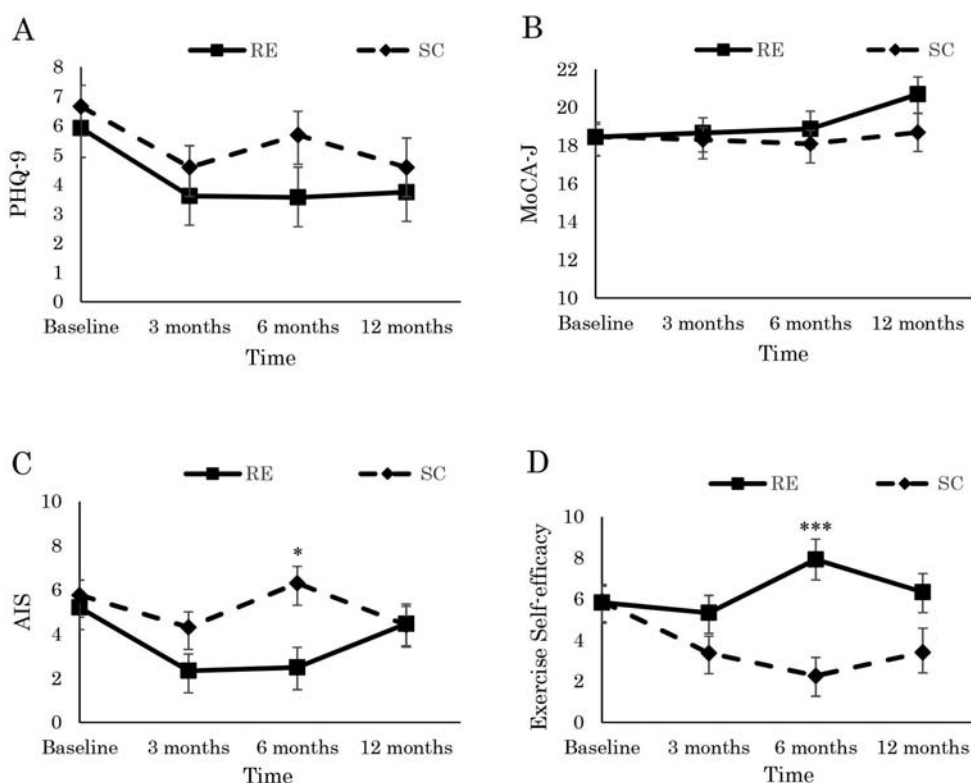 A
RE SC
PHQ-9
8
7
6
5
4
3
2
1
0
Baseline 3 months 6 months 12 months
Time
B
RE SC
MoCA-J
22
20
18
16
14
12
10
Baseline 3 months 6 months 12 months
Time
C
RE SC
AIS
10
8
6
4
2
0
*
Baseline 3 months 6 months 12 months
Time
D
RE SC
Exercise Self-efficacy
10
8
6
4
2
0
***
Baseline 3 months 6 months 12 months
Time